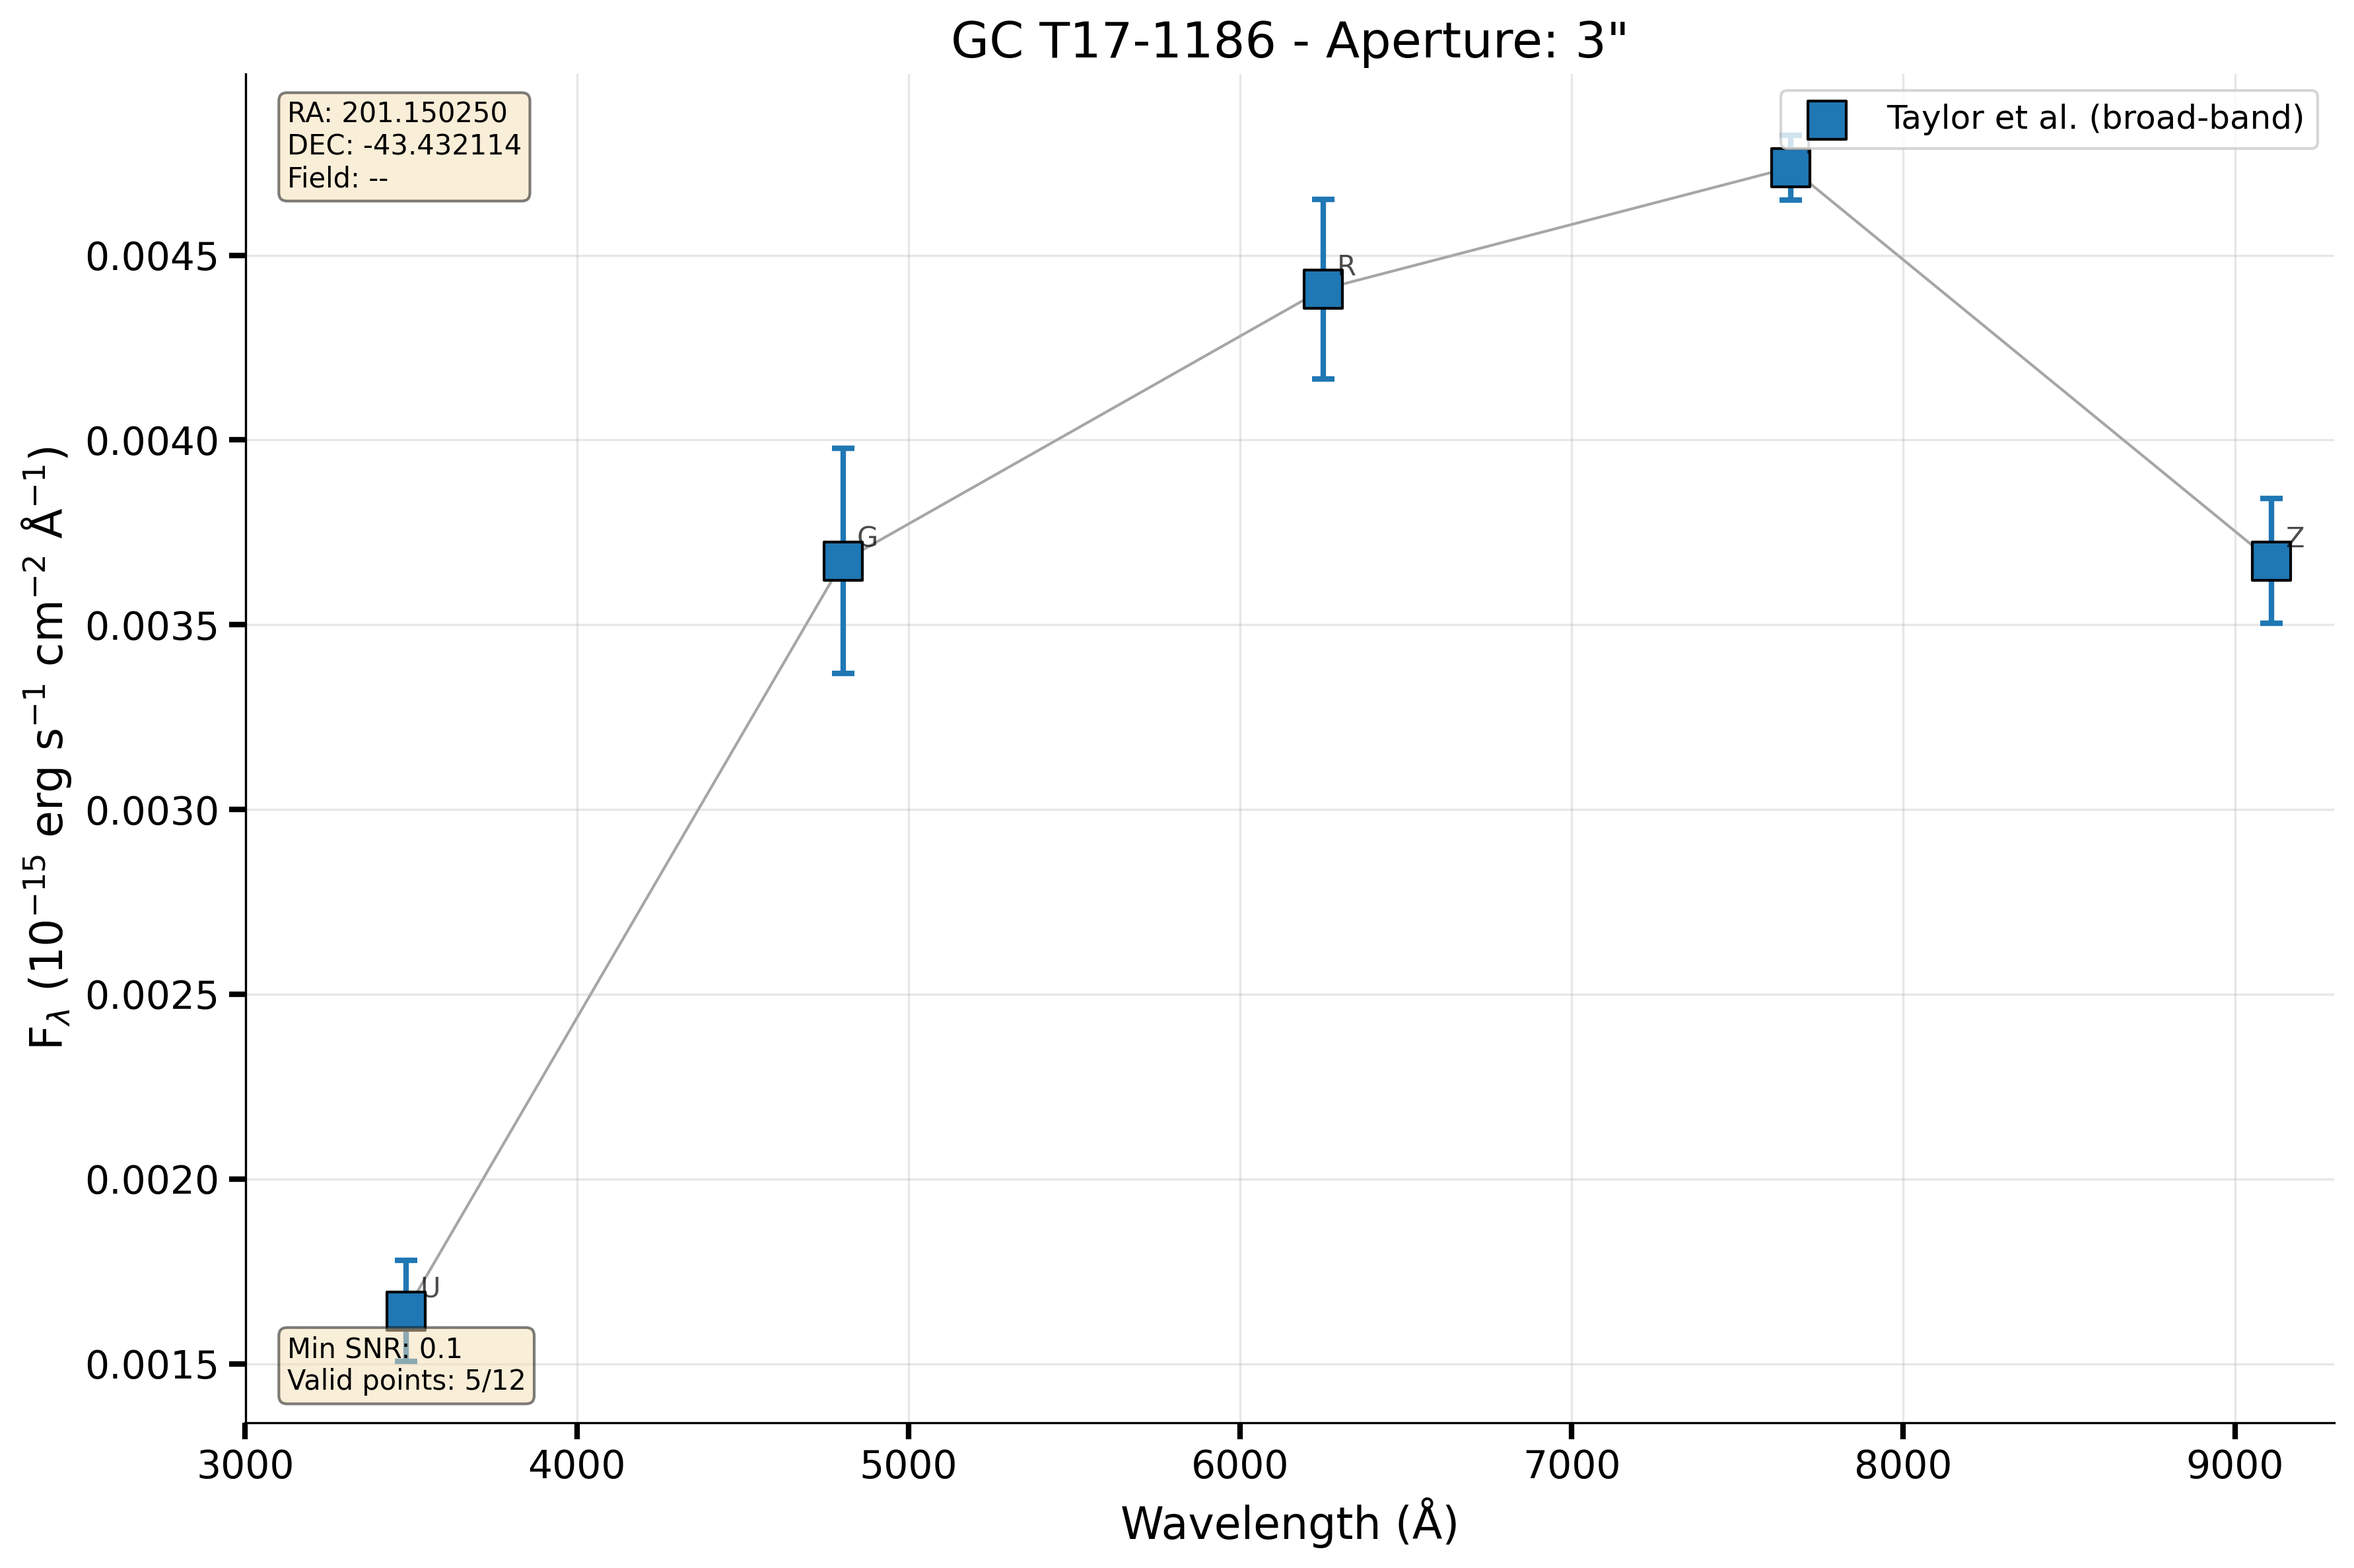 GC T17-1186 - Aperture: 3"
RA: 201.150250
DEC: -43.432114
Field: --
Taylor et al. (broad-band)
R
G
Z
U
Min SNR: 0.1
Valid points: 5/12
0.0045
0.0040
0.0035
0.0030
0.0025
0.0020
0.0015
F_λ (10⁻¹⁵ erg s⁻¹ cm⁻² Å⁻¹)
3000 4000 5000 6000 7000 8000 9000
Wavelength (Å)